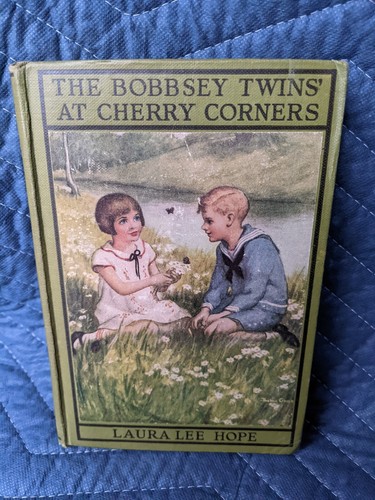 THE BOBBSEY TWINS'
AT CHERRY CORNERS
LAURA LEE HOPE